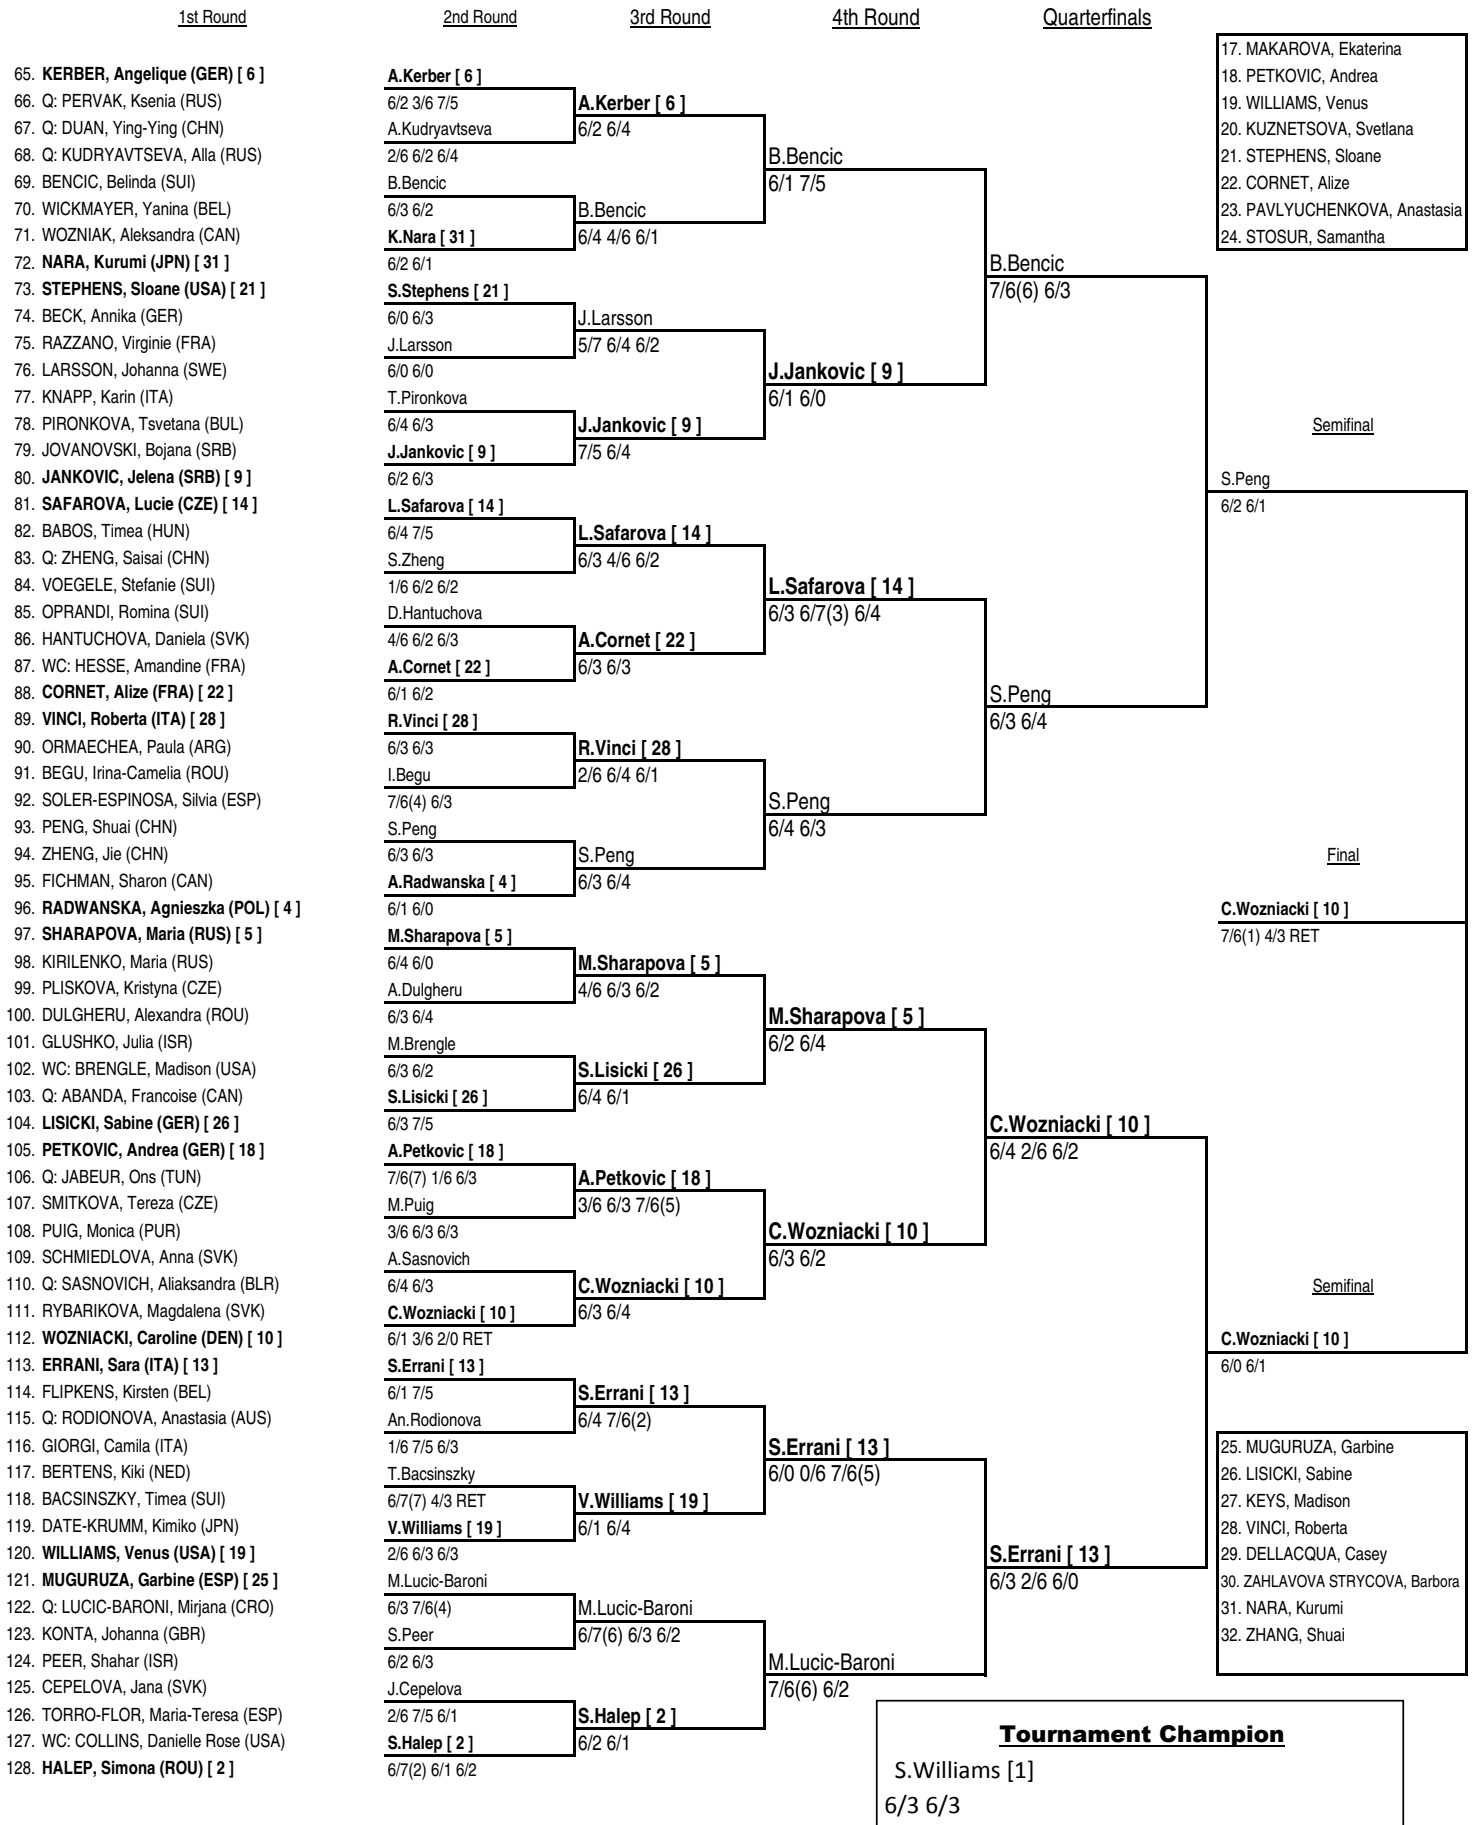 1st Round
2nd Round
3rd Round
4th Round
Quarterfinals
65. KERBER, Angelique (GER) [ 6 ]
66. Q: PERVAK, Ksenia (RUS)
67. Q: DUAN, Ying-Ying (CHN)
68. Q: KUDRYAVTSEVA, Alla (RUS)
69. BENCIC, Belinda (SUI)
70. WICKMAYER, Yanina (BEL)
71. WOZNIAK, Aleksandra (CAN)
72. NARA, Kurumi (JPN) [ 31 ]
73. STEPHENS, Sloane (USA) [ 21 ]
74. BECK, Annika (GER)
75. RAZZANO, Virginie (FRA)
76. LARSSON, Johanna (SWE)
77. KNAPP, Karin (ITA)
78. PIRONKOVA, Tsvetana (BUL)
79. JOVANOVSKI, Bojana (SRB)
80. JANKOVIC, Jelena (SRB) [ 9 ]
81. SAFAROVA, Lucie (CZE) [ 14 ]
82. BABOS, Timea (HUN)
83. Q: ZHENG, Saisai (CHN)
84. VOEGELE, Stefanie (SUI)
85. OPRANDI, Romina (SUI)
86. HANTUCHOVA, Daniela (SVK)
87. WC: HESSE, Amandine (FRA)
88. CORNET, Alize (FRA) [ 22 ]
89. VINCI, Roberta (ITA) [ 28 ]
90. ORMAECHEA, Paula (ARG)
91. BEGU, Irina-Camelia (ROU)
92. SOLER-ESPINOSA, Silvia (ESP)
93. PENG, Shuai (CHN)
94. ZHENG, Jie (CHN)
95. FICHMAN, Sharon (CAN)
96. RADWANSKA, Agnieszka (POL) [ 4 ]
97. SHARAPOVA, Maria (RUS) [ 5 ]
98. KIRILENKO, Maria (RUS)
99. PLISKOVA, Kristyna (CZE)
100. DULGHERU, Alexandra (ROU)
101. GLUSHKO, Julia (ISR)
102. WC: BRENGLE, Madison (USA)
103. Q: ABANDA, Francoise (CAN)
104. LISICKI, Sabine (GER) [ 26 ]
105. PETKOVIC, Andrea (GER) [ 18 ]
106. Q: JABEUR, Ons (TUN)
107. SMITKOVA, Tereza (CZE)
108. PUIG, Monica (PUR)
109. SCHMIEDLOVA, Anna (SVK)
110. Q: SASNOVICH, Aliaksandra (BLR)
111. RYBARIKOVA, Magdalena (SVK)
112. WOZNIACKI, Caroline (DEN) [ 10 ]
113. ERRANI, Sara (ITA) [ 13 ]
114. FLIPKENS, Kirsten (BEL)
115. Q: RODIONOVA, Anastasia (AUS)
116. GIORGI, Camila (ITA)
117. BERTENS, Kiki (NED)
118. BACSINSZKY, Timea (SUI)
119. DATE-KRUMM, Kimiko (JPN)
120. WILLIAMS, Venus (USA) [ 19 ]
121. MUGURUZA, Garbine (ESP) [ 25 ]
122. Q: LUCIC-BARONI, Mirjana (CRO)
123. KONTA, Johanna (GBR)
124. PEER, Shahar (ISR)
125. CEPELOVA, Jana (SVK)
126. TORRO-FLOR, Maria-Teresa (ESP)
127. WC: COLLINS, Danielle Rose (USA)
128. HALEP, Simona (ROU) [ 2 ]
A.Kerber [ 6 ]
6/2 3/6 7/5
A.Kudryavtseva
2/6 6/2 6/4
B.Bencic
6/3 6/2
K.Nara [ 31 ]
6/2 6/1
S.Stephens [ 21 ]
6/0 6/3
J.Larsson
6/0 6/0
T.Pironkova
6/4 6/3
J.Jankovic [ 9 ]
6/2 6/3
L.Safarova [ 14 ]
6/4 7/5
S.Zheng
1/6 6/2 6/2
D.Hantuchova
4/6 6/2 6/3
A.Cornet [ 22 ]
6/1 6/2
R.Vinci [ 28 ]
6/3 6/3
I.Begu
7/6(4) 6/3
S.Peng
6/3 6/3
A.Radwanska [ 4 ]
6/1 6/0
M.Sharapova [ 5 ]
6/4 6/0
A.Dulgheru
6/3 6/4
M.Brengle
6/3 6/2
S.Lisicki [ 26 ]
6/3 7/5
A.Petkovic [ 18 ]
7/6(7) 1/6 6/3
M.Puig
3/6 6/3 6/3
A.Sasnovich
6/4 6/3
C.Wozniacki [ 10 ]
6/1 3/6 2/0 RET
S.Errani [ 13 ]
6/1 7/5
An.Rodionova
1/6 7/5 6/3
T.Bacsinszky
6/7(7) 4/3 RET
V.Williams [ 19 ]
2/6 6/3 6/3
M.Lucic-Baroni
6/3 7/6(4)
S.Peer
6/2 6/3
J.Cepelova
2/6 7/5 6/1
S.Halep [ 2 ]
6/7(2) 6/1 6/2
A.Kerber [ 6 ]
6/2 6/4
B.Bencic
6/4 4/6 6/1
J.Larsson
5/7 6/4 6/2
J.Jankovic [ 9 ]
7/5 6/4
L.Safarova [ 14 ]
6/3 4/6 6/2
A.Cornet [ 22 ]
6/3 6/3
R.Vinci [ 28 ]
2/6 6/4 6/1
S.Peng
6/3 6/4
M.Sharapova [ 5 ]
4/6 6/3 6/2
S.Lisicki [ 26 ]
6/4 6/1
A.Petkovic [ 18 ]
3/6 6/3 7/6(5)
C.Wozniacki [ 10 ]
6/3 6/4
S.Errani [ 13 ]
6/4 7/6(2)
V.Williams [ 19 ]
6/1 6/4
M.Lucic-Baroni
6/7(6) 6/3 6/2
S.Halep [ 2 ]
6/2 6/1
B.Bencic
6/1 7/5
J.Jankovic [ 9 ]
6/1 6/0
L.Safarova [ 14 ]
6/3 6/7(3) 6/4
S.Peng
6/4 6/3
M.Sharapova [ 5 ]
6/2 6/4
C.Wozniacki [ 10 ]
6/3 6/2
S.Errani [ 13 ]
6/0 0/6 7/6(5)
M.Lucic-Baroni
7/6(6) 6/2
B.Bencic
7/6(6) 6/3
S.Peng
6/3 6/4
C.Wozniacki [ 10 ]
6/4 2/6 6/2
S.Errani [ 13 ]
6/3 2/6 6/0
17. MAKAROVA, Ekaterina
18. PETKOVIC, Andrea
19. WILLIAMS, Venus
20. KUZNETSOVA, Svetlana
21. STEPHENS, Sloane
22. CORNET, Alize
23. PAVLYUCHENKOVA, Anastasia
24. STOSUR, Samantha
Semifinal
S.Peng
6/2 6/1
Final
C.Wozniacki [ 10 ]
7/6(1) 4/3 RET
Semifinal
C.Wozniacki [ 10 ]
6/0 6/1
25. MUGURUZA, Garbine
26. LISICKI, Sabine
27. KEYS, Madison
28. VINCI, Roberta
29. DELLACQUA, Casey
30. ZAHLAVOVA STRYCOVA, Barbora
31. NARA, Kurumi
32. ZHANG, Shuai
Tournament Champion
S.Williams [1]
6/3 6/3